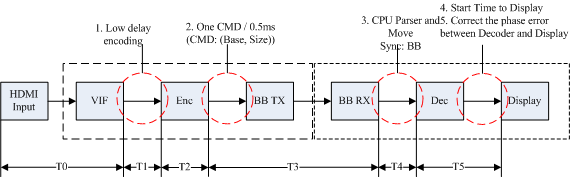 1. Low delay
encoding
2. One CMD / 0.5ms
(CMD: (Base, Size))
3. CPU Parser and
Move
Sync: BB
4. Start Time to Display
5. Correct the phase error
between Decoder and Display
HDMI
Input
VIF
Enc
BB TX
BB RX
Dec
Display
T0
T1
T2
T3
T4
T5